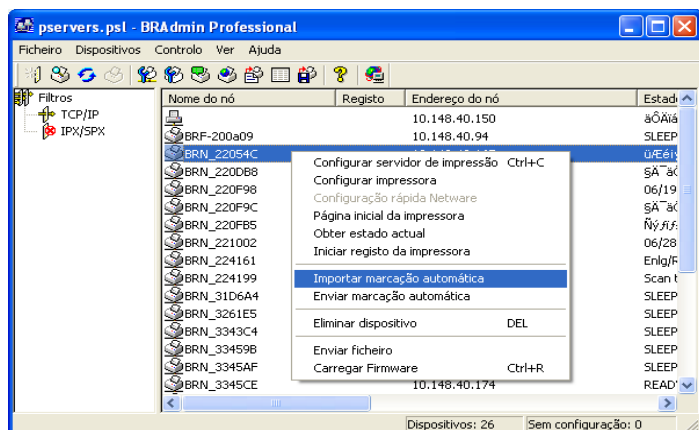 pservers.psl - BRAdmin Professional
Ficheiro Dispositivos Controlo Ver Ajuda
Filtros
TCP/IP
IPX/SPX
Nome do nó Registo Endereço do nó Estad
10.148.40.150
BRF-200a09 10.148.40.94 SLEEP
BRN_22054C
BRN_220DB8
BRN_220F98 06/19
BRN_220F9C
BRN_220FB5
BRN_221002 06/28
BRN_224161 Enlg/F
BRN_224199 Scan t
BRN_31D6A4 SLEEP
BRN_3261E5 SLEEP
BRN_3343C4 SLEEP
BRN_33459B SLEEP
BRN_3345AF SLEEP
BRN_3345CE 10.148.40.174 READY
Configurar servidor de impressão Ctrl+C
Configurar impressora
Configuração rápida Netware
Página inicial da impressora
Obter estado actual
Iniciar registo da impressora
Importar marcação automática
Enviar marcação automática
Eliminar dispositivo DEL
Enviar ficheiro
Carregar Firmware Ctrl+R
Dispositivos: 26 Sem configuração: 0